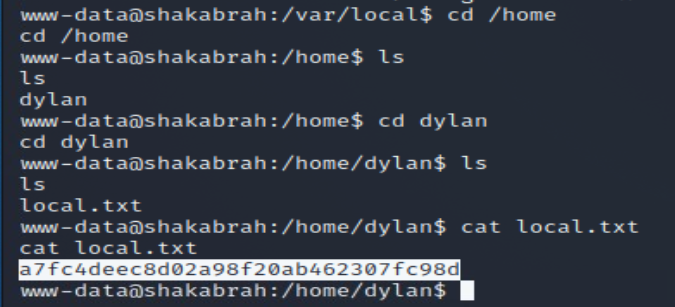 www-data@shakabrah:/var/local$ cd /home
cd /home
www-data@shakabrah:/home$ ls
ls
dylan
www-data@shakabrah:/home$ cd dylan
cd dylan
www-data@shakabrah:/home/dylan$ ls
ls
local.txt
www-data@shakabrah:/home/dylan$ cat local.txt
cat local.txt
a7fc4deec8d02a98f20ab462307fc98d
www-data@shakabrah:/home/dylan$